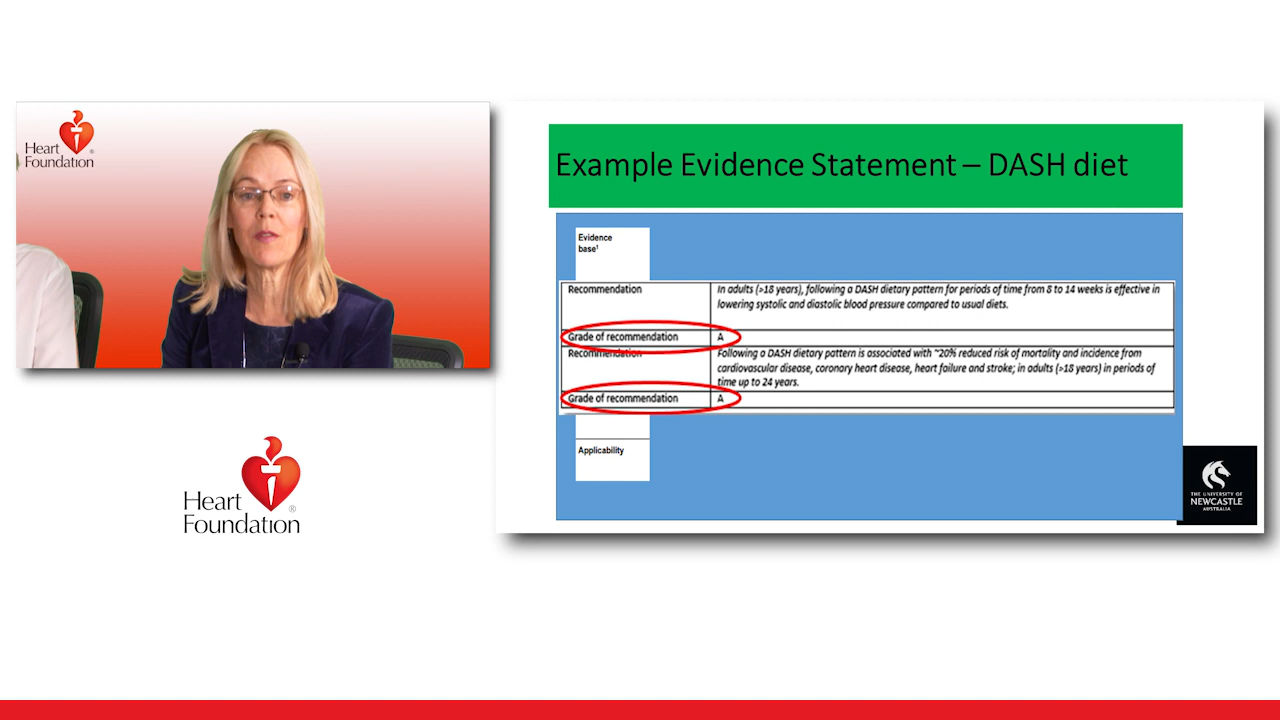 Heart
Foundation
Heart
Foundation
®
Example Evidence Statement – DASH diet
Evidence
base¹
Recommendation
In adults (>18 years), following a DASH dietary pattern for periods of time from 8 to 14 weeks is effective in
lowering systolic and diastolic blood pressure compared to usual diets.
Grade of recommendation
A
Recommendation
Following a DASH dietary pattern is associated with ~20% reduced risk of mortality and incidence from
cardiovascular disease, coronary heart disease, heart failure and stroke; in adults (>18 years) in periods of
time up to 24 years.
Grade of recommendation
A
Applicability
THE UNIVERSITY OF
NEWCASTLE
AUSTRALIA